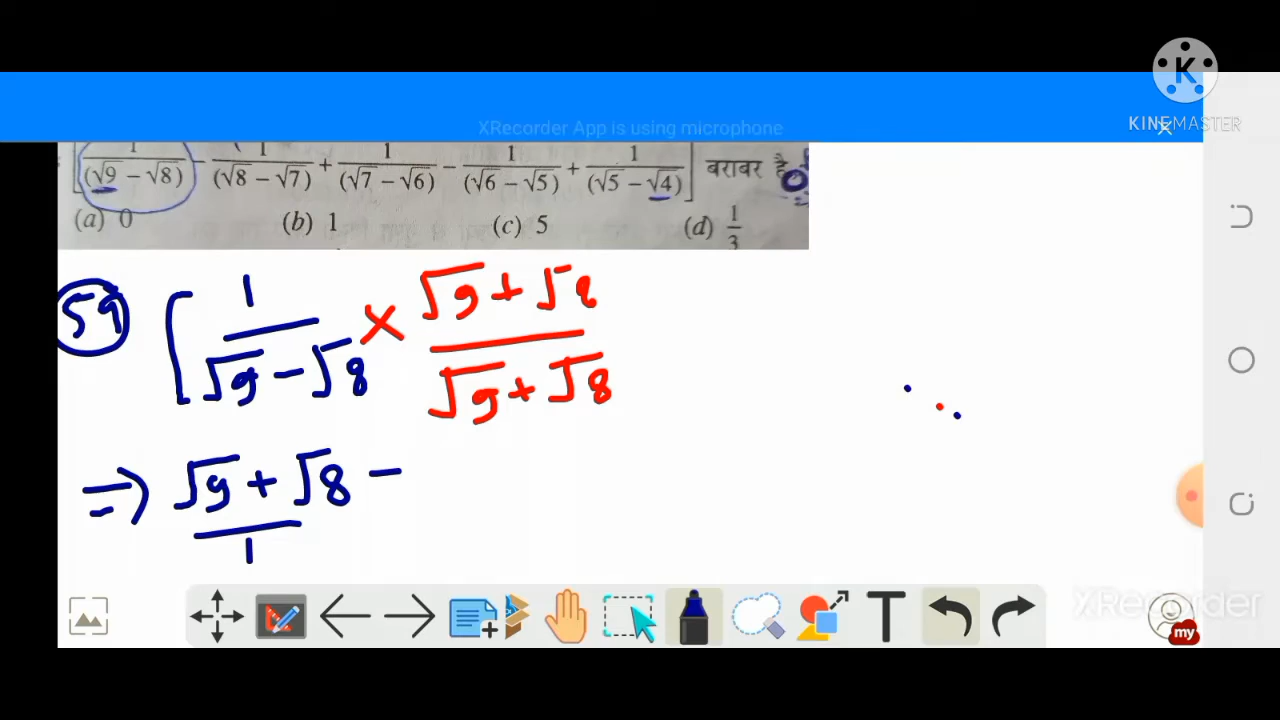 K
KINEMASTER
XRecorder App is using microphone
[1/(√9 − √8) − 1/(√8 − √7) + 1/(√7 − √6) − 1/(√6 − √5) + 1/(√5 − √4)] बराबर है
(a) 0 (b) 1 (c) 5 (d) 1/3
59 [ 1/(√9 − √8) × (√9 + √8)/(√9 + √8)
⇒ (√9 + √8)/1 −
XRecorder
T
my